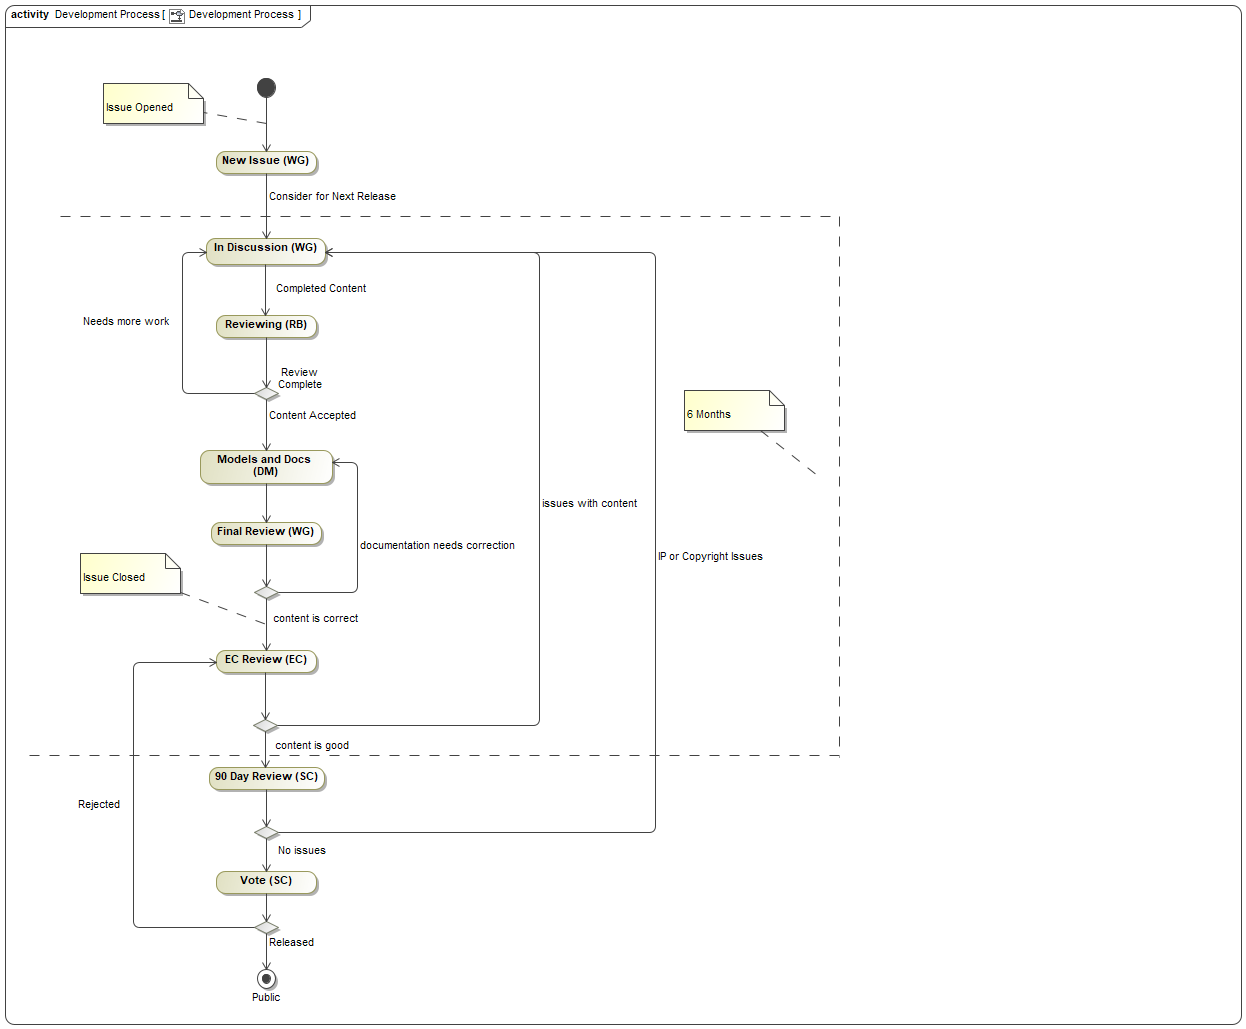 activity Development Process [ Development Process ]
Issue Opened
New Issue (WG)
Consider for Next Release
In Discussion (WG)
Completed Content
Needs more work
Reviewing (RB)
Review
Complete
Content Accepted
6 Months
Models and Docs
(DM)
issues with content
Final Review (WG)
documentation needs correction
IP or Copyright Issues
Issue Closed
content is correct
EC Review (EC)
content is good
90 Day Review (SC)
Rejected
No issues
Vote (SC)
Released
Public